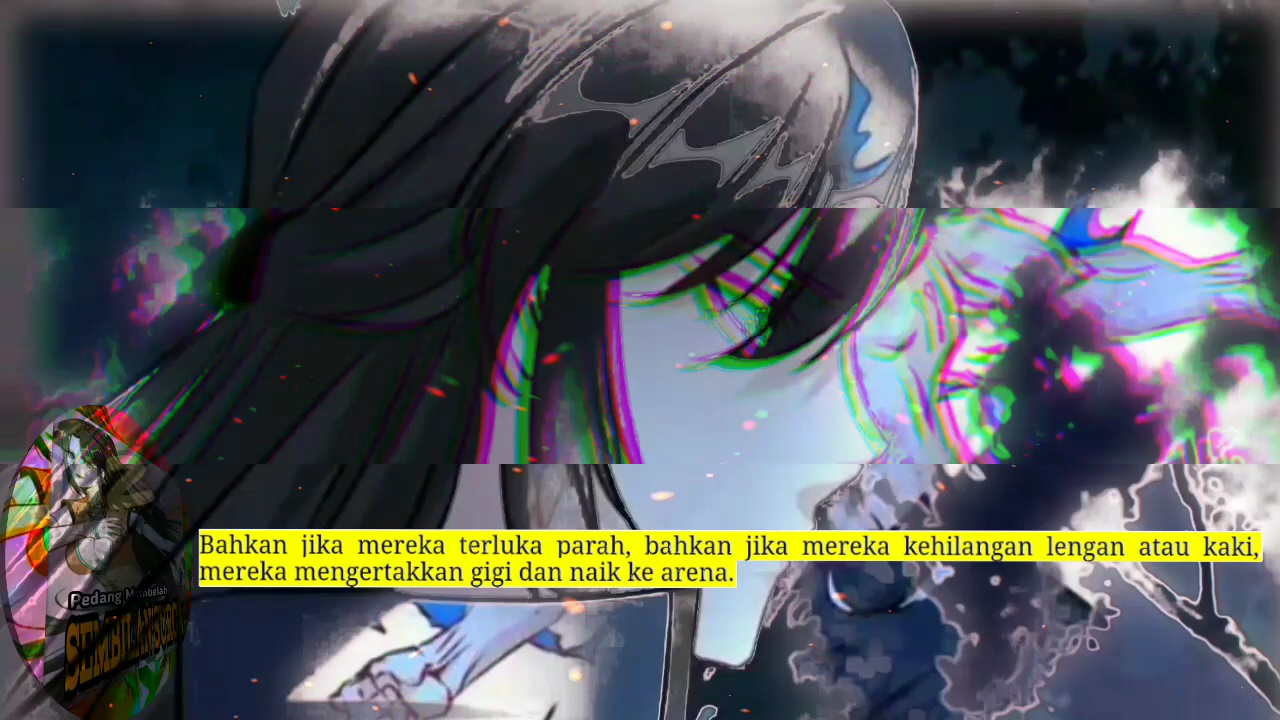 Bahkan jika mereka terluka parah, bahkan jika mereka kehilangan lengan atau kaki,
mereka mengertakkan gigi dan naik ke arena.
Pedang Membelah